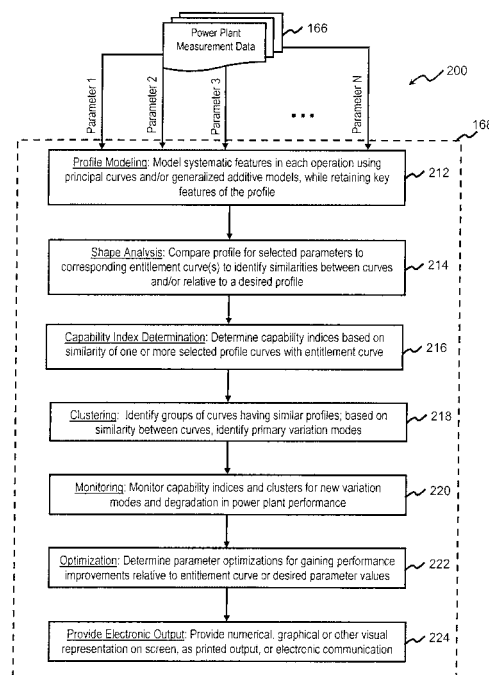 Power Plant
Measurement Data
166
200
Parameter 1
Parameter 2
Parameter 3
...
Parameter N
168
Profile Modeling: Model systematic features in each operation using
principal curves and/or generalized additive models, while retaining key
features of the profile
212
Shape Analysis: Compare profile for selected parameters to
corresponding entitlement curve(s) to identify similarities between curves
and/or relative to a desired profile
214
Capability Index Determination: Determine capability indices based on
similarity of one or more selected profile curves with entitlement curve
216
Clustering: Identify groups of curves having similar profiles; based on
similarity between curves, identify primary variation modes
218
Monitoring: Monitor capability indices and clusters for new variation
modes and degradation in power plant performance
220
Optimization: Determine parameter optimizations for gaining performance
improvements relative to entitlement curve or desired parameter values
222
Provide Electronic Output: Provide numerical, graphical or other visual
representation on screen, as printed output, or electronic communication
224